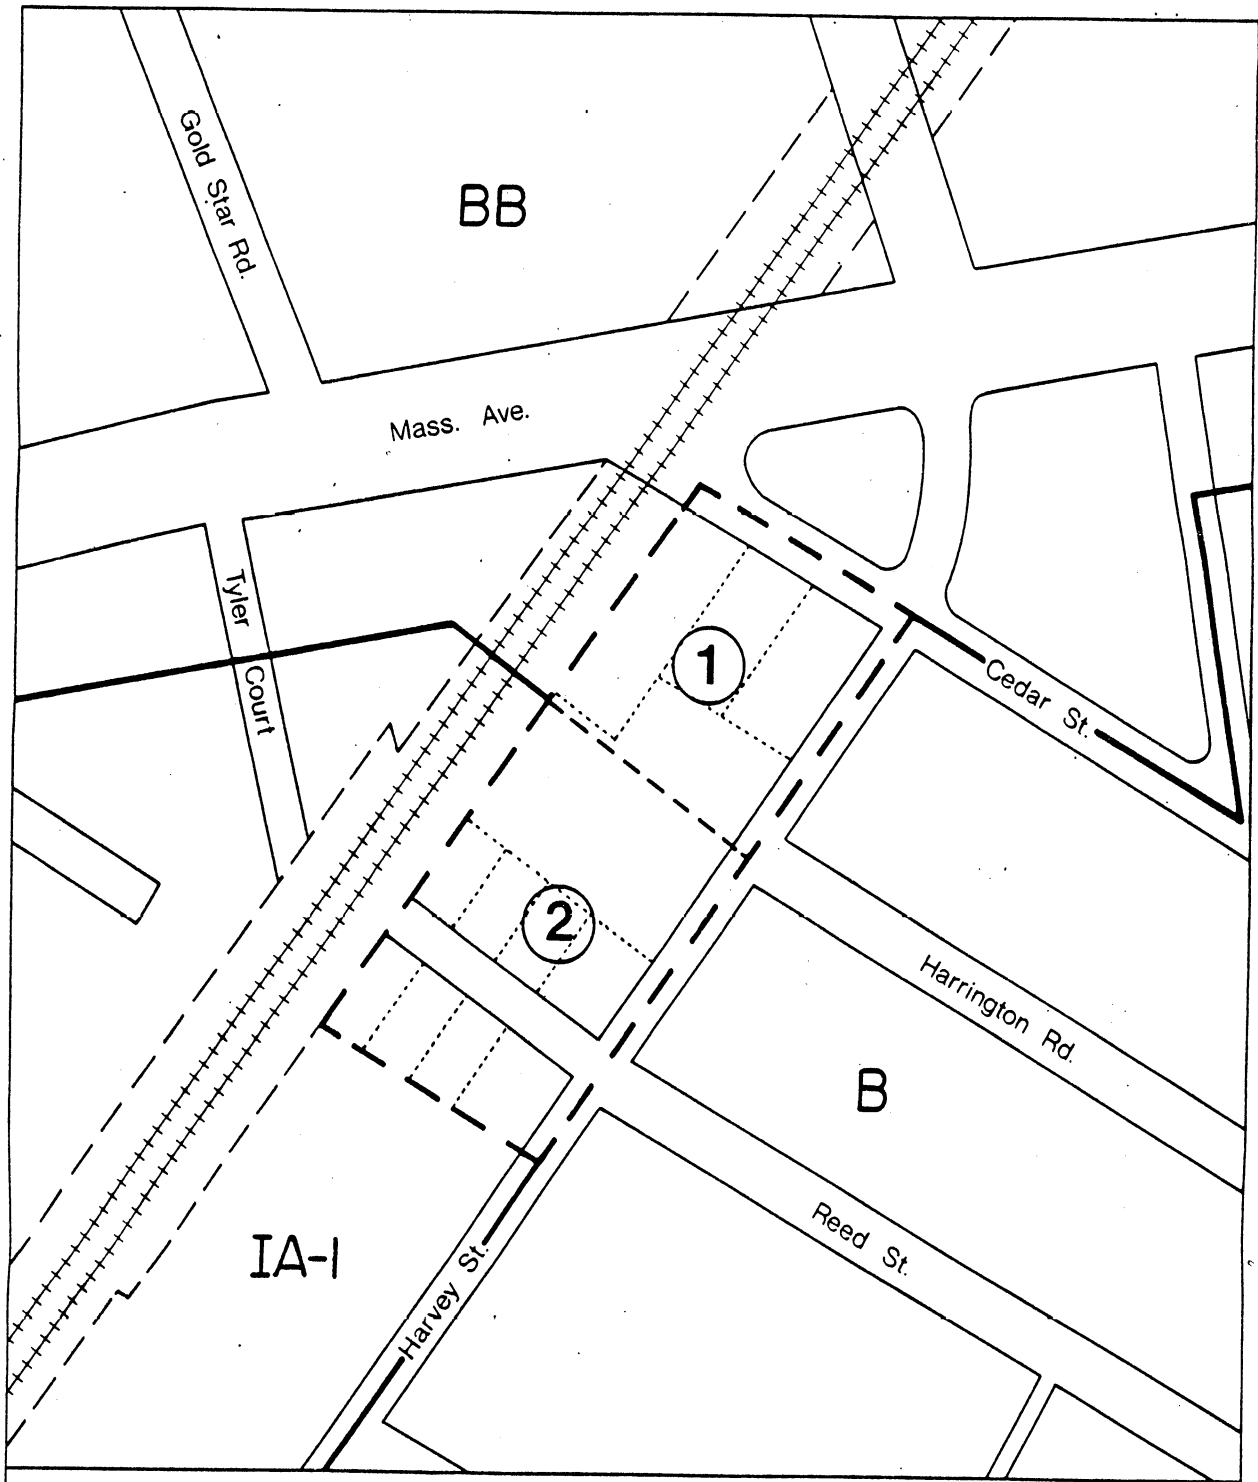 Gold Star Rd.
BB
Mass. Ave.
Tyler Court
1
Cedar St.
2
Harrington Rd.
B
Reed St.
IA-1
Harvey St.